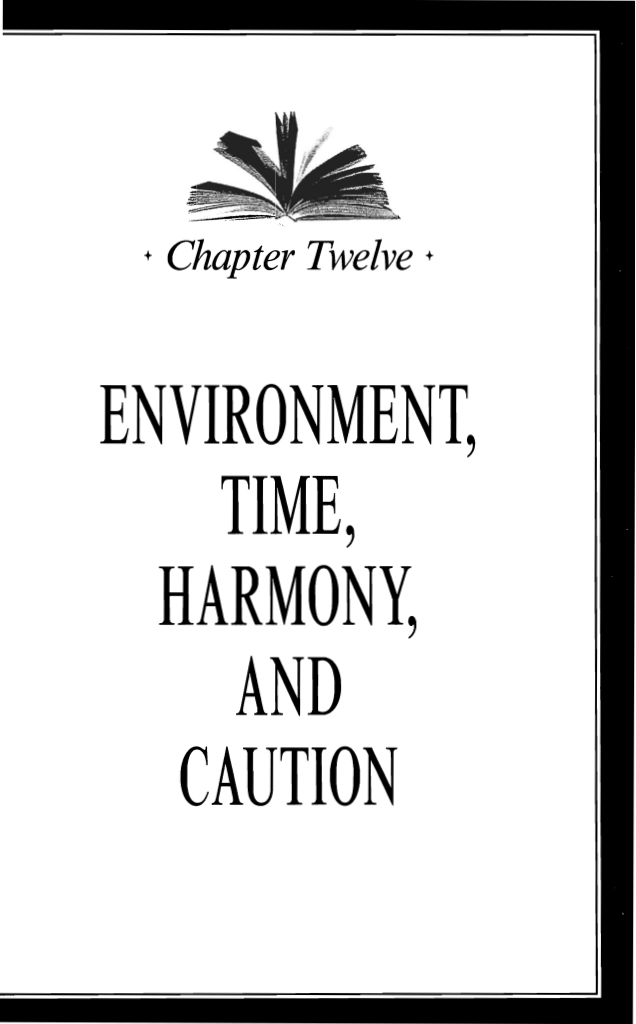 Chapter Twelve
ENVIRONMENT,
TIME,
HARMONY,
AND
CAUTION